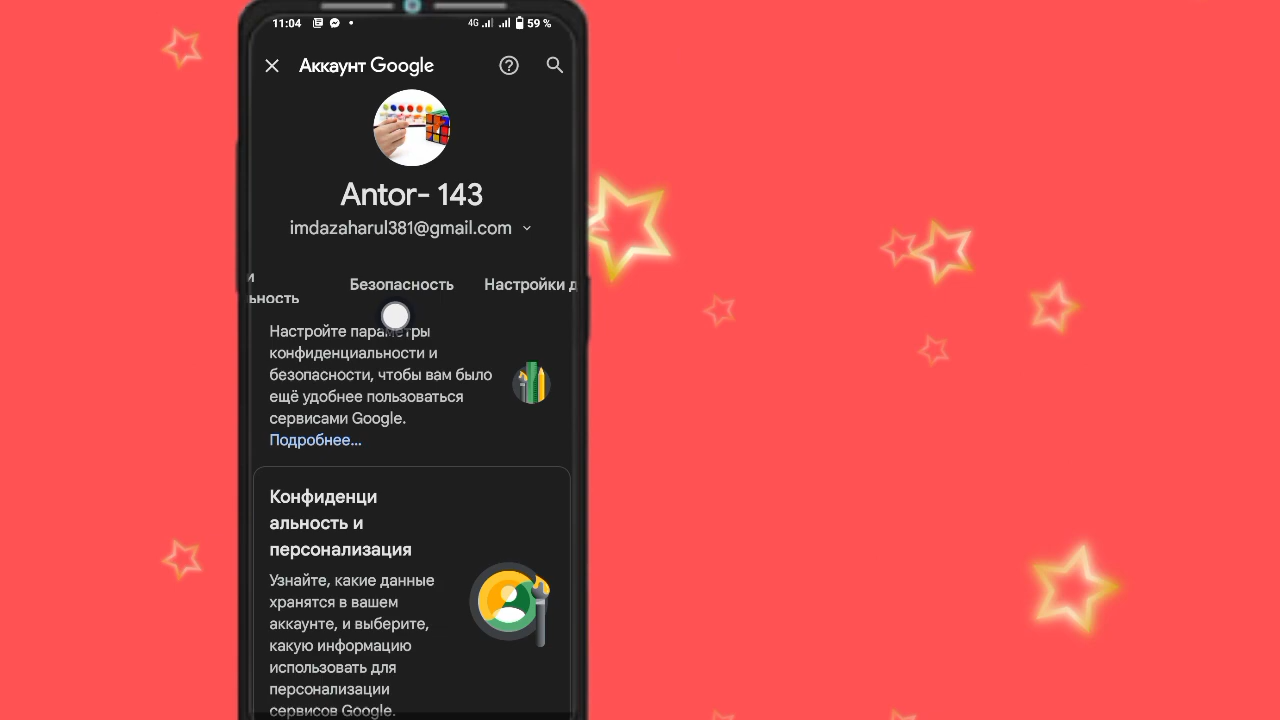 11:04
4G
59 %
Аккаунт Google
Antor- 143
imdazaharul381@gmail.com
и
ьность
Безопасность
Настройки д
Настройте параметры
конфиденциальности и
безопасности, чтобы вам было
ещё удобнее пользоваться
сервисами Google.
Подробнее...
Конфиденци
альность и
персонализация
Узнайте, какие данные
хранятся в вашем
аккаунте, и выберите,
какую информацию
использовать для
персонализации
сервисов Google.